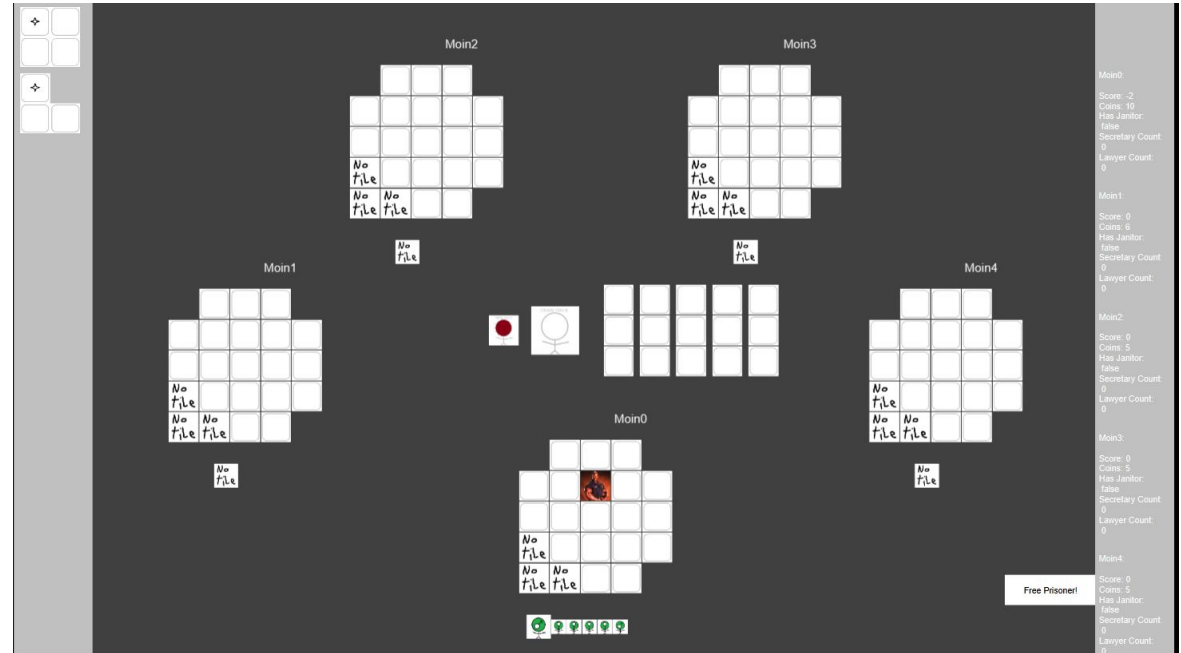 Moin2
Moin3
No
tile
No No
tile tile
No
tile
No
tile
No No
tile tile
No
tile
Moin1
Moin4
No
tile
No No
tile tile
No
tile
No
tile
No No
tile tile
No
tile
Moin0
No
tile
No No
tile tile
Free Prisoner!
Moin0:
Score: -2
Coins: 10
Has Janitor:
false
Secretary Count:
0
Lawyer Count:
0
Moin1:
Score: 0
Coins: 6
Has Janitor:
false
Secretary Count:
0
Lawyer Count:
0
Moin2:
Score: 0
Coins: 5
Has Janitor:
false
Secretary Count:
0
Lawyer Count:
0
Moin3:
Score: 0
Coins: 5
Has Janitor:
false
Secretary Count:
0
Lawyer Count:
0
Moin4:
Score: 0
Coins: 5
Has Janitor:
false
Secretary Count:
0
Lawyer Count:
0